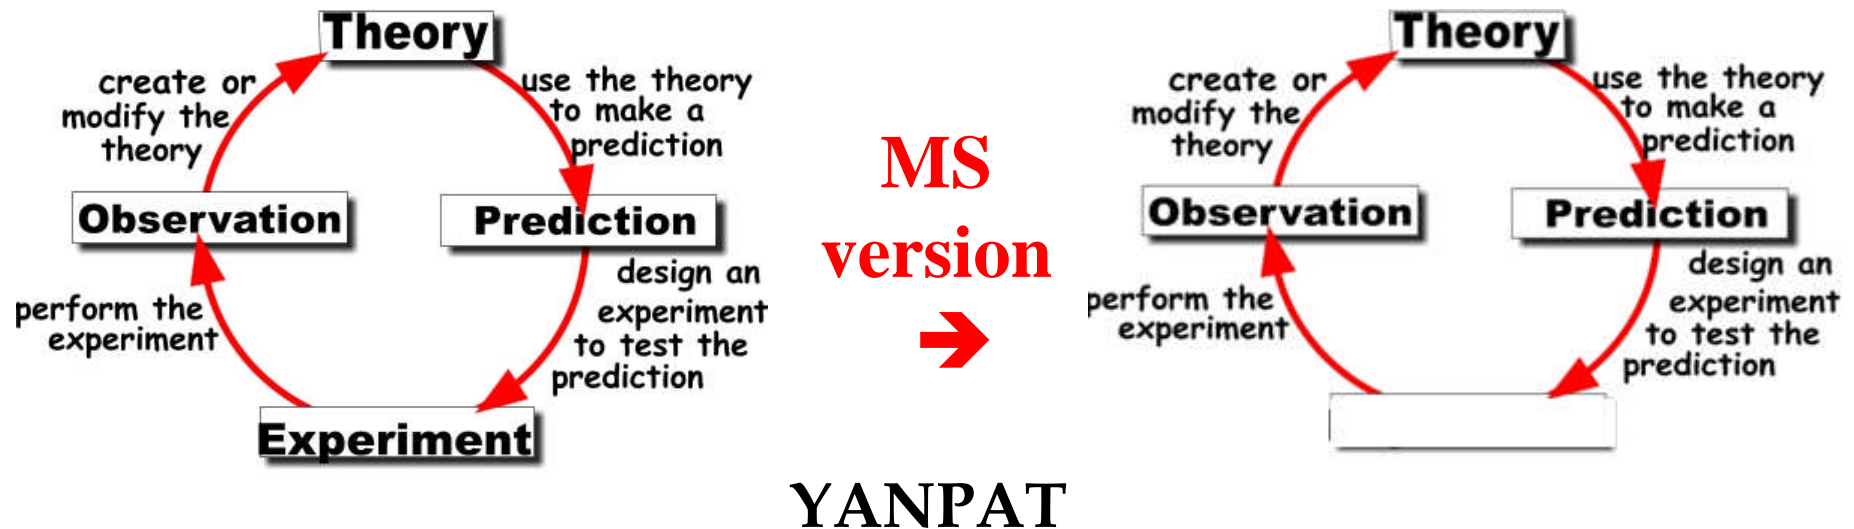 Theory
create or
modify the
theory
use the theory
to make a
prediction
Observation
Prediction
perform the
experiment
design an
experiment
to test the
prediction
Experiment
MS
version
➔
Theory
create or
modify the
theory
use the theory
to make a
prediction
Observation
Prediction
perform the
experiment
design an
experiment
to test the
prediction
YANPAT